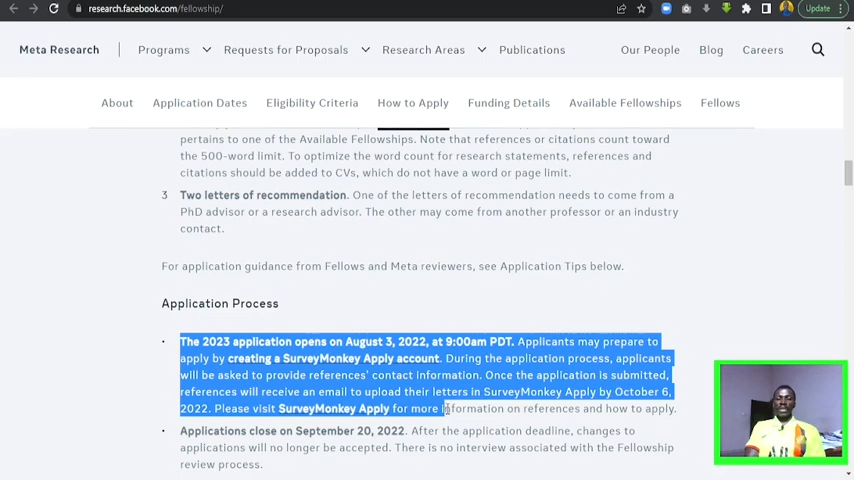 research.facebook.com/fellowship/
Update
Meta Research
Programs
Requests for Proposals
Research Areas
Publications
Our People
Blog
Careers
About
Application Dates
Eligibility Criteria
How to Apply
Funding Details
Available Fellowships
Fellows
pertains to one of the Available Fellowships. Note that references or citations count toward
the 500-word limit. To optimize the word count for research statements, references and
citations should be added to CVs, which do not have a word or page limit.
3 Two letters of recommendation. One of the letters of recommendation needs to come from a
PhD advisor or a research advisor. The other may come from another professor or an industry
contact.
For application guidance from Fellows and Meta reviewers, see Application Tips below.
Application Process
· The 2023 application opens on August 3, 2022, at 9:00am PDT. Applicants may prepare to
apply by creating a SurveyMonkey Apply account. During the application process, applicants
will be asked to provide references' contact information. Once the application is submitted,
references will receive an email to upload their letters in SurveyMonkey Apply by October 6,
2022. Please visit SurveyMonkey Apply for more information on references and how to apply.
· Applications close on September 20, 2022. After the application deadline, changes to
applications will no longer be accepted. There is no interview associated with the Fellowship
review process.